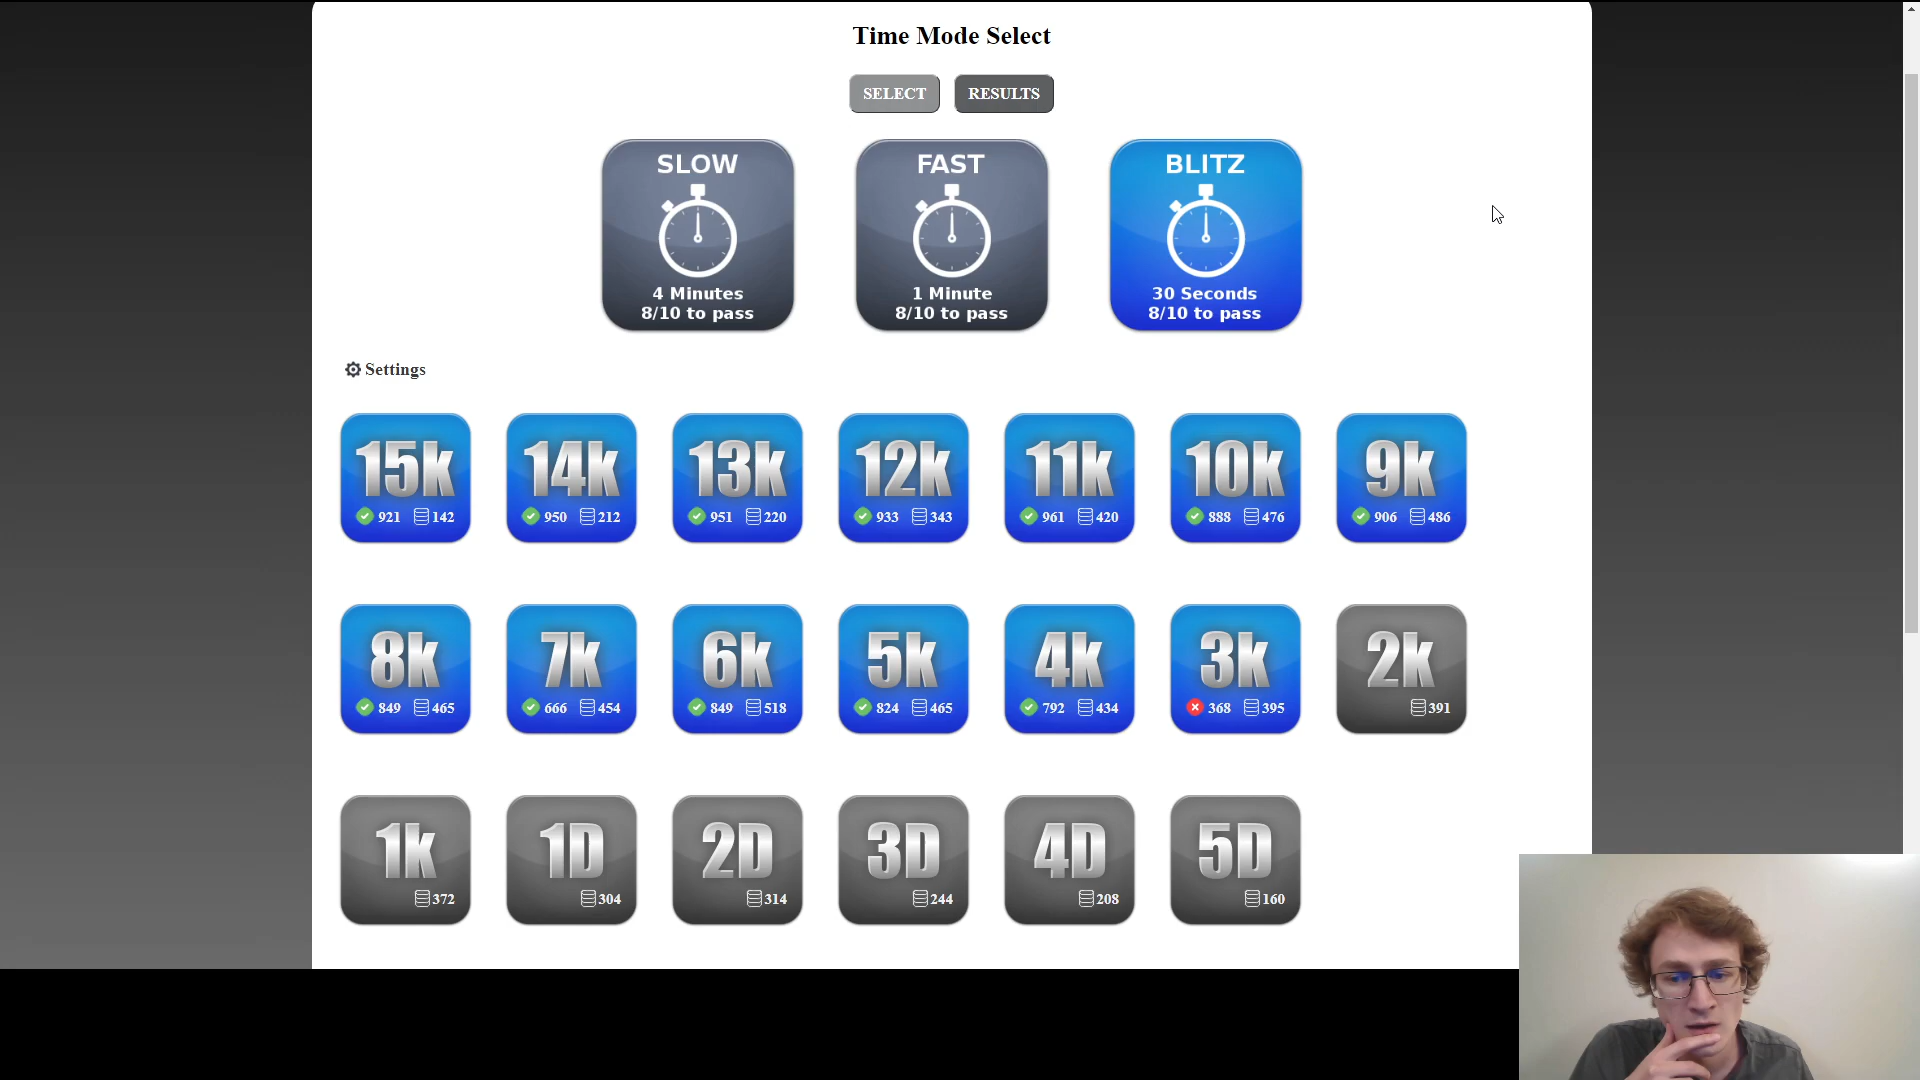 Time Mode Select
SELECT RESULTS
SLOW FAST BLITZ
4 Minutes 1 Minute 30 Seconds
8/10 to pass 8/10 to pass 8/10 to pass
Settings
15k 14k 13k 12k 11k 10k 9k
921 142 950 212 951 220 933 343 961 420 888 476 906 486
8k 7k 6k 5k 4k 3k 2k
849 465 666 454 849 518 824 465 792 434 368 395 391
1k 1D 2D 3D 4D 5D
372 304 314 244 208 160